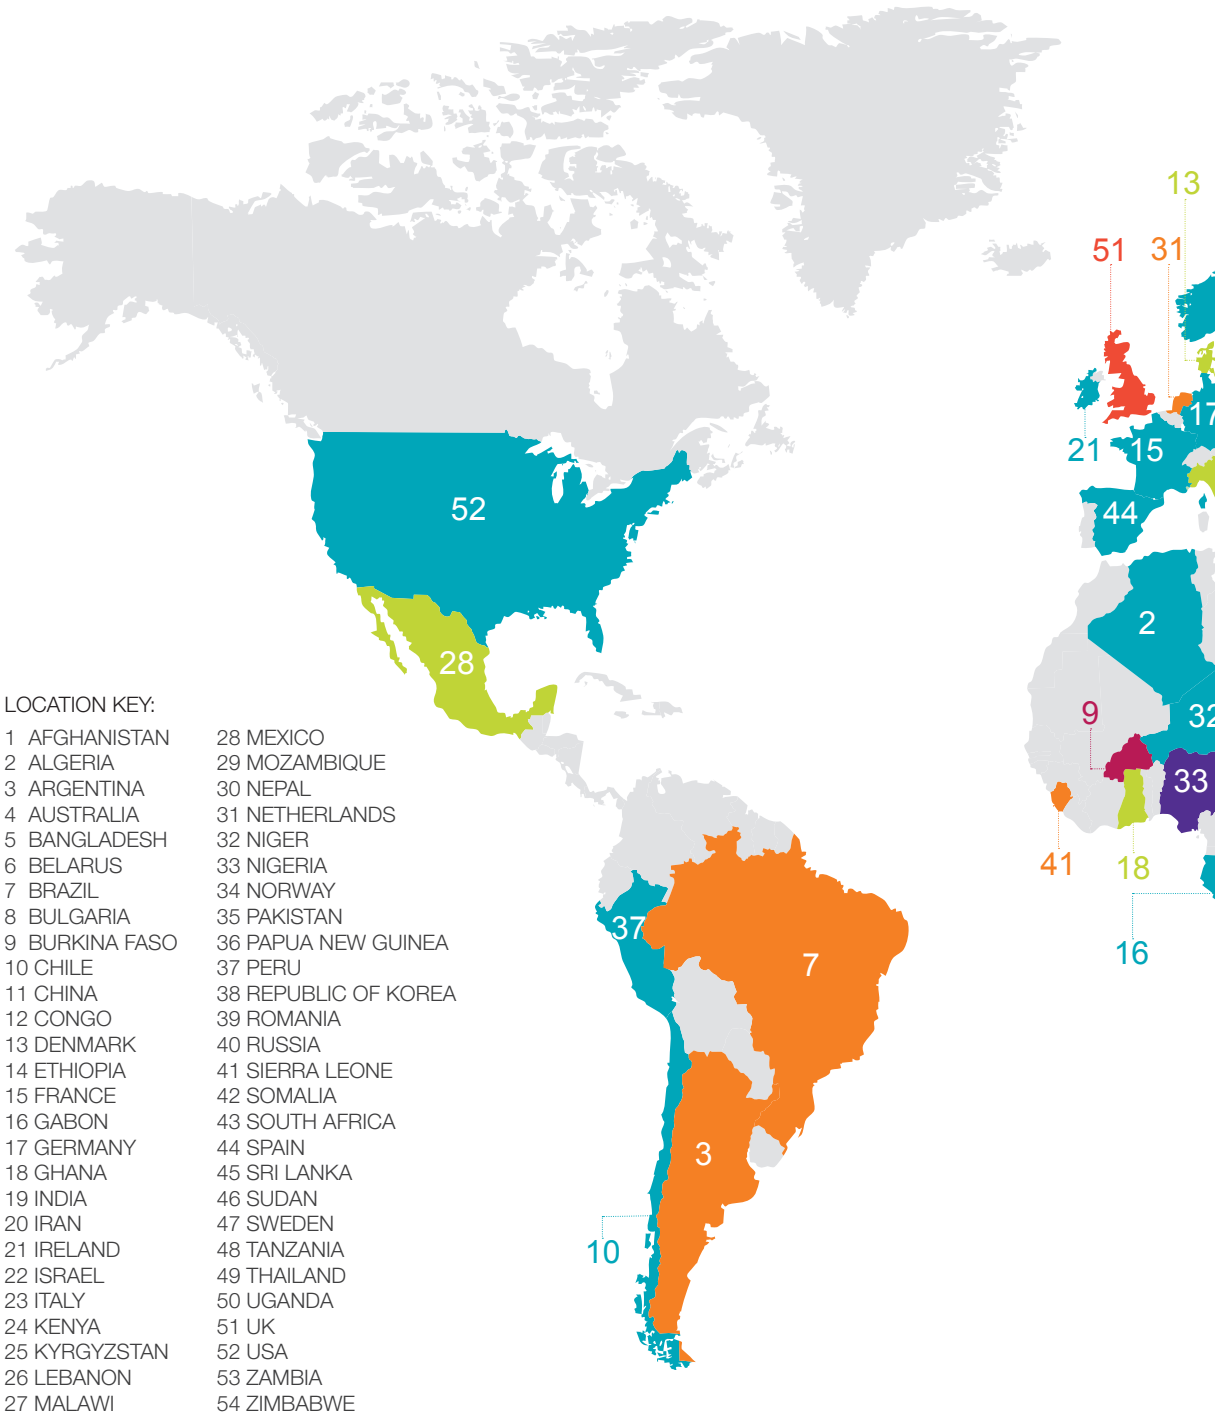 13
51 31
17
21 15
52
44
2
28
9 32
33
41 18
16
37
7
3
10
LOCATION KEY:
1 AFGHANISTAN
2 ALGERIA
3 ARGENTINA
4 AUSTRALIA
5 BANGLADESH
6 BELARUS
7 BRAZIL
8 BULGARIA
9 BURKINA FASO
10 CHILE
11 CHINA
12 CONGO
13 DENMARK
14 ETHIOPIA
15 FRANCE
16 GABON
17 GERMANY
18 GHANA
19 INDIA
20 IRAN
21 IRELAND
22 ISRAEL
23 ITALY
24 KENYA
25 KYRGYZSTAN
26 LEBANON
27 MALAWI
28 MEXICO
29 MOZAMBIQUE
30 NEPAL
31 NETHERLANDS
32 NIGER
33 NIGERIA
34 NORWAY
35 PAKISTAN
36 PAPUA NEW GUINEA
37 PERU
38 REPUBLIC OF KOREA
39 ROMANIA
40 RUSSIA
41 SIERRA LEONE
42 SOMALIA
43 SOUTH AFRICA
44 SPAIN
45 SRI LANKA
46 SUDAN
47 SWEDEN
48 TANZANIA
49 THAILAND
50 UGANDA
51 UK
52 USA
53 ZAMBIA
54 ZIMBABWE